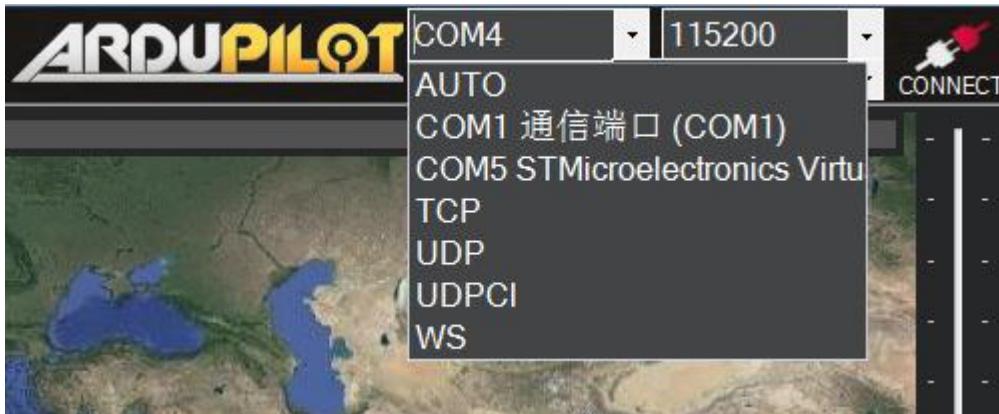 ARDUPILOT
COM4
115200
CONNECT
AUTO
COM1 通信端口 (COM1)
COM5 STMicroelectronics Virtu
TCP
UDP
UDPCI
WS